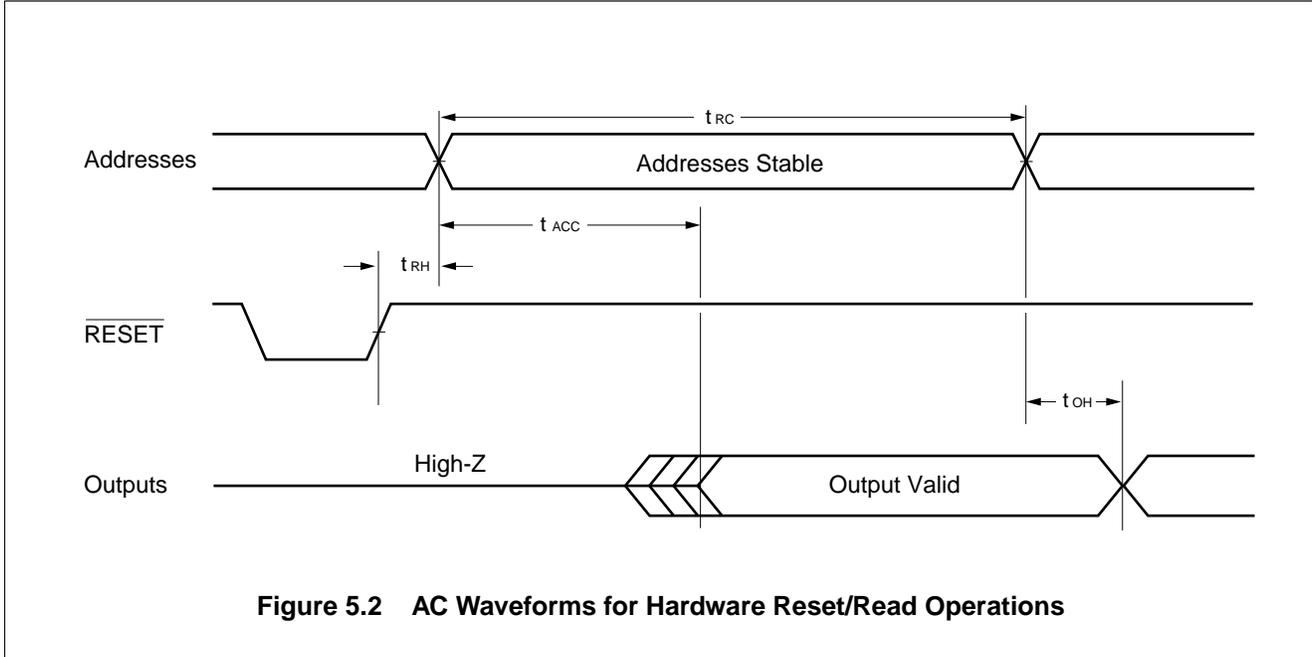 t RC
Addresses
Addresses Stable
t ACC
t RH
RESET
t OH
High-Z
Outputs
Output Valid
Figure 5.2 AC Waveforms for Hardware Reset/Read Operations